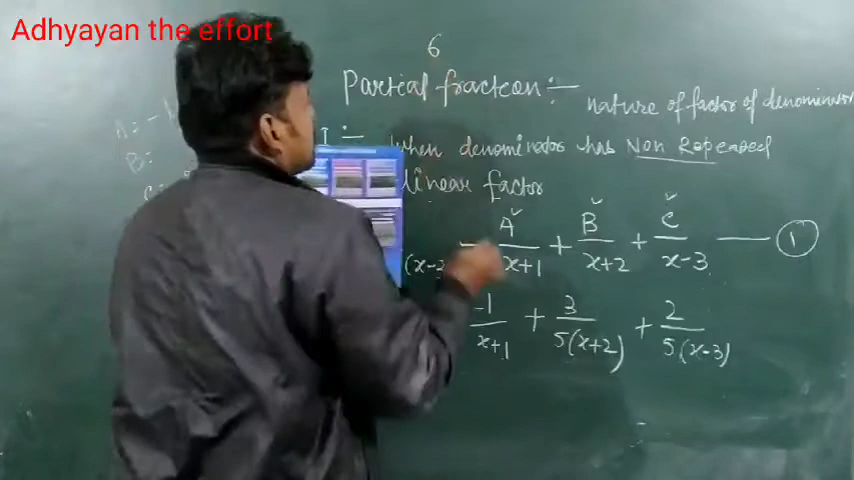 Adhyayan the effort
6
Partial fraction :-
nature of factor of denominator
I :- when denominator has Non Repeated
linear factor
A/x+1 + B/x+2 + C/x-3 —— 1
-1/x+1 + 3/5(x+2) + 2/5(x-3)
A= -
B=
C=